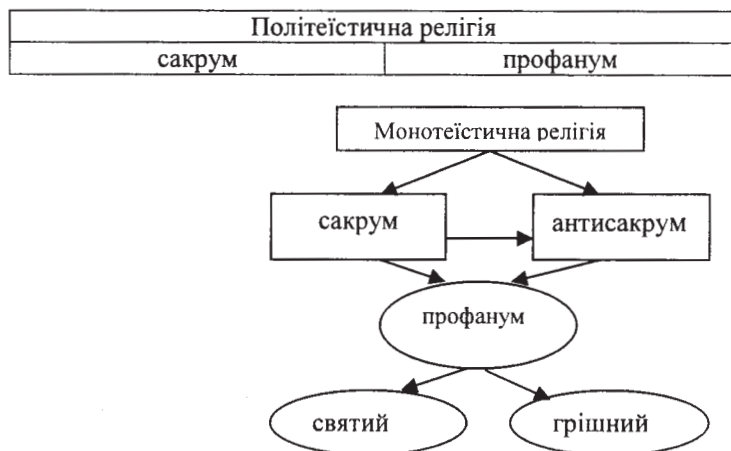 Політеїстична релігія
сакрум профанум
Монотеїстична релігія
сакрум антисакрум
профанум
святий грішний